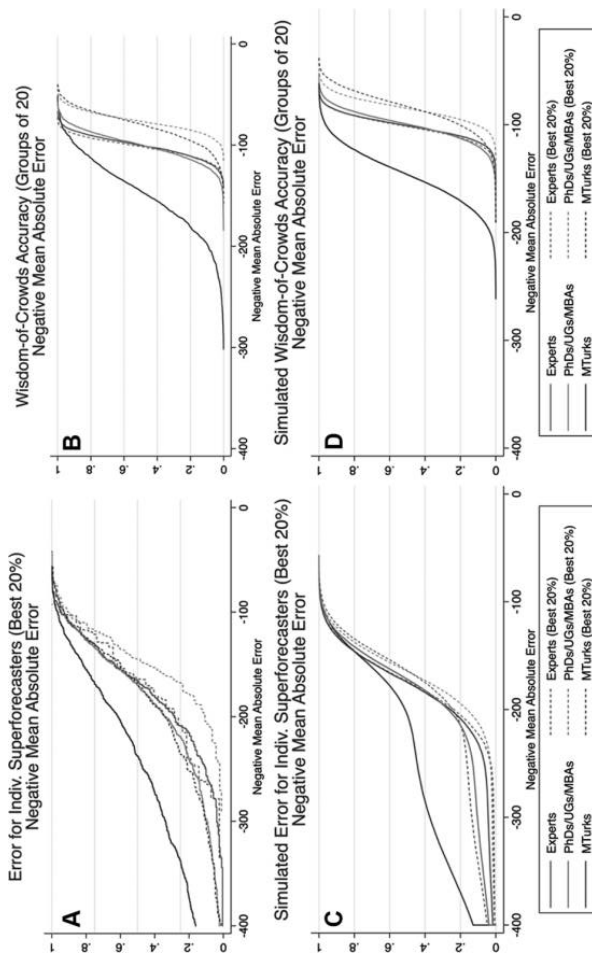 Error for Indiv. Superforecasters (Best 20%)
Negative Mean Absolute Error
A
1
.8
.6
.4
.2
0
-400 -300 -200 -100 0
Negative Mean Absolute Error
Wisdom-of-Crowds Accuracy (Groups of 20)
Negative Mean Absolute Error
B
1
.8
.6
.4
.2
0
-400 -300 -200 -100 0
Negative Mean Absolute Error
Simulated Error for Indiv. Superforecasters (Best 20%)
Negative Mean Absolute Error
C
1
.8
.6
.4
.2
0
-400 -300 -200 -100 0
Negative Mean Absolute Error
Experts Experts (Best 20%)
PhDs/UGs/MBAs PhDs/UGs/MBAs (Best 20%)
MTurks MTurks (Best 20%)
Simulated Wisdom-of-Crowds Accuracy (Groups of 20)
Negative Mean Absolute Error
D
1
.8
.6
.4
.2
0
-400 -300 -200 -100 0
Negative Mean Absolute Error
Experts Experts (Best 20%)
PhDs/UGs/MBAs PhDs/UGs/MBAs (Best 20%)
MTurks MTurks (Best 20%)